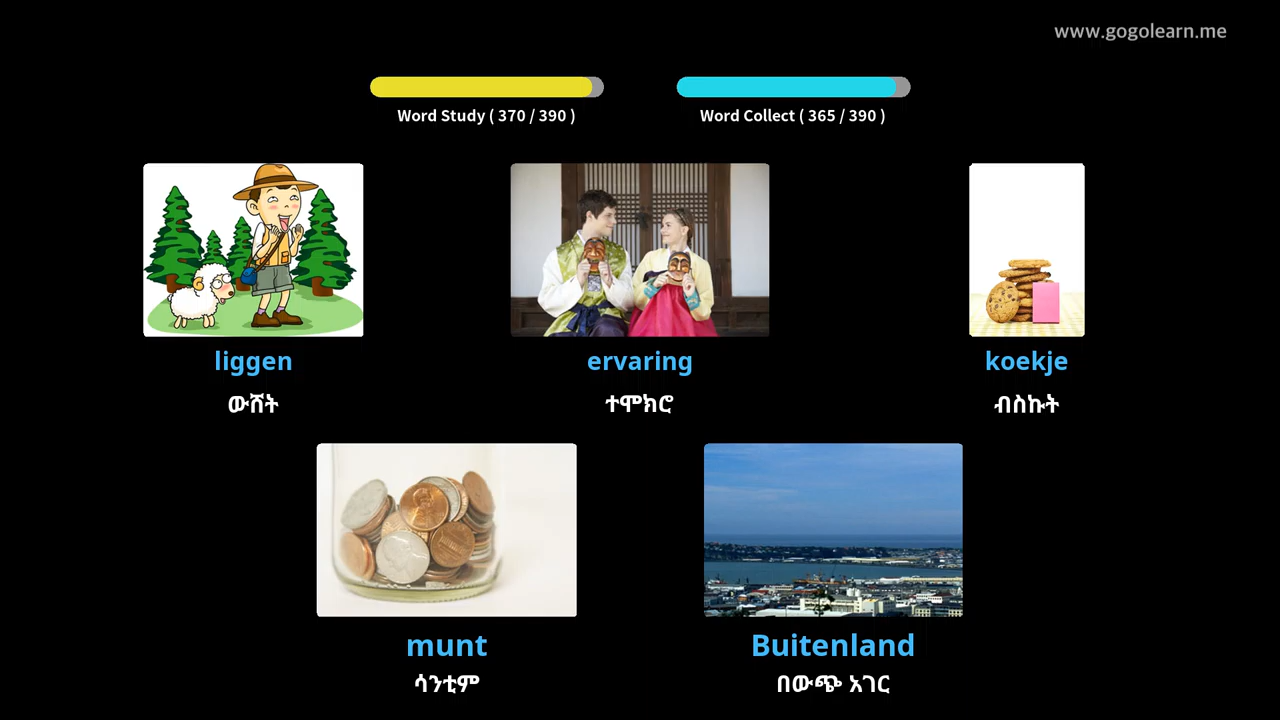 www.gogolearn.me
Word Study ( 370 / 390 )
Word Collect ( 365 / 390 )
liggen
ውሸት
ervaring
ተሞክሮ
koekje
ብስኩት
munt
ሳንቲም
Buitenland
በውጭ አገር